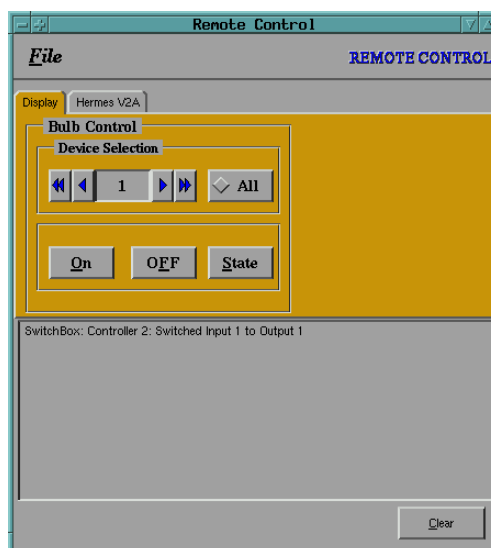 Remote Control
File
REMOTE CONTROL
Display Hermes V2A
Bulb Control
Device Selection
1 All
On OFF State
SwitchBox: Controller 2: Switched Input 1 to Output 1
Clear